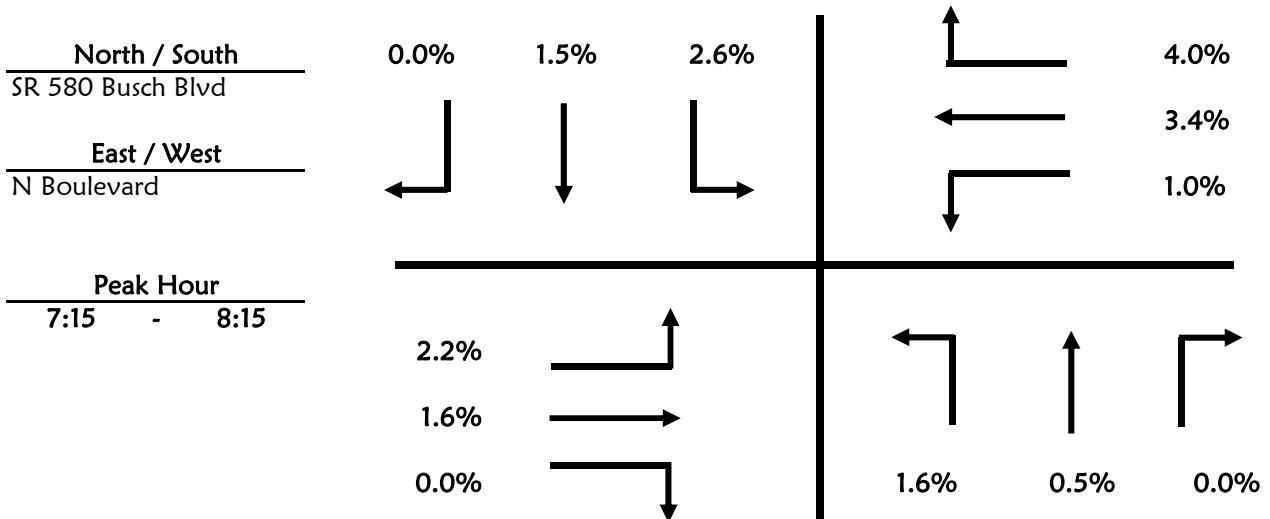 North / South
SR 580 Busch Blvd
East / West
N Boulevard
Peak Hour
7:15 - 8:15
0.0% 1.5% 2.6%
4.0%
3.4%
1.0%
2.2%
1.6%
0.0%
1.6% 0.5% 0.0%